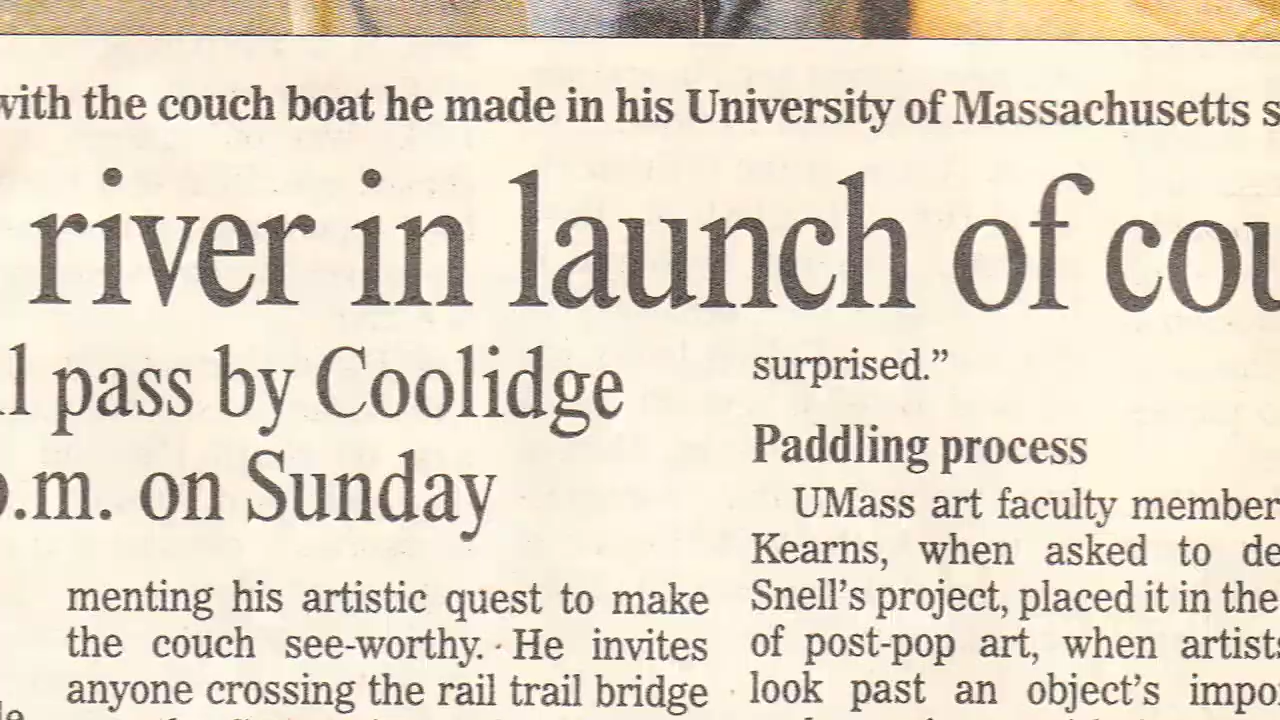 with the couch boat he made in his University of Massachusetts s
river in launch of cou
l pass by Coolidge
p.m. on Sunday
menting his artistic quest to make
the couch see-worthy. He invites
anyone crossing the rail trail bridge
surprised.”
Paddling process
UMass art faculty member
Kearns, when asked to de
Snell’s project, placed it in the
of post-pop art, when artists
look past an object’s impo